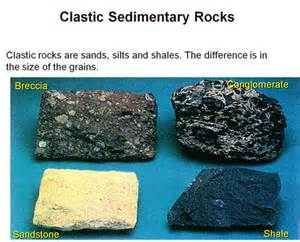 Clastic Sedimentary Rocks
Clastic rocks are sands, silts and shales. The difference is in
the size of the grains.
Breccia
Conglomerate
Sandstone
Shale